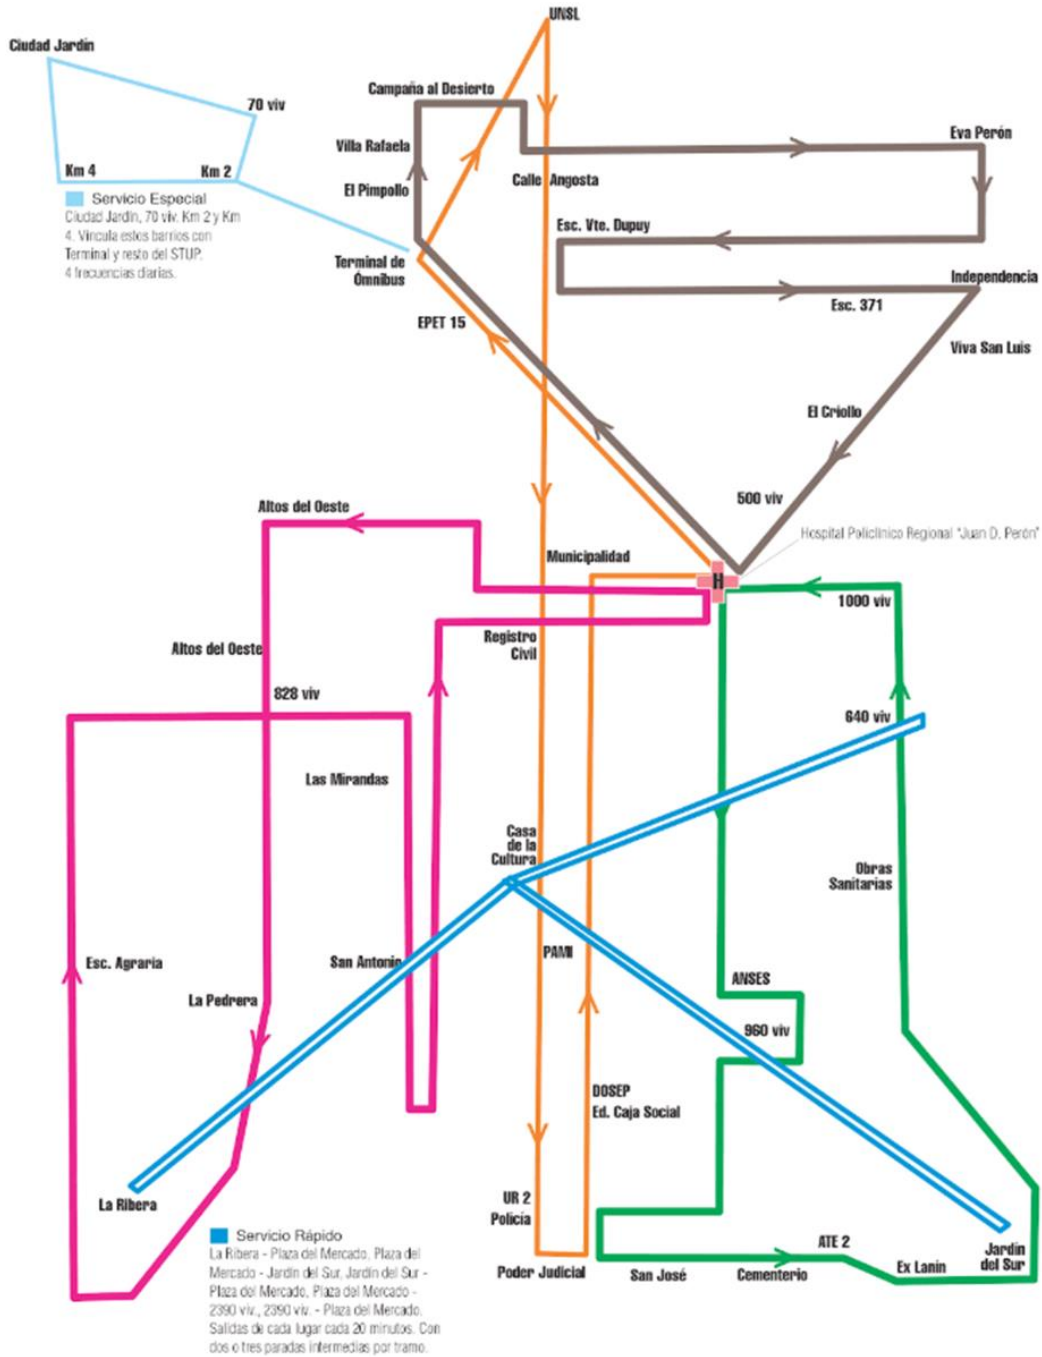 UNSL
Ciudad Jardín
Campaña al Desierto
70 viv
Eva Perón
Villa Rafaela
Km 4
Km 2
Calle Angosta
El Pimpollo
Servicio Especial
Ciudad Jardín, 70 viv. Km 2 y Km
4. Vincula estos barrios con
Terminal y resto del STUP.
4 frecuencias diarias.
Esc. Vte. Dupuy
Terminal de
Ómnibus
Independencia
Esc. 371
EPET 15
Viva San Luis
El Criollo
500 viv
Altos del Oeste
Hospital Policlínico Regional "Juan D. Perón"
Municipalidad
H
1000 viv
Registro
Civil
Altos del Oeste
828 viv
640 viv
Las Mirandas
Casa
de la
Cultura
Obras
Sanitarias
PAMI
Esc. Agraria
San Antonio
ANSES
La Pedrera
960 viv
DOSEP
Ed. Caja Social
La Ribera
UR 2
Policía
Servicio Rápido
La Ribera - Plaza del Mercado, Plaza del
Mercado - Jardín del Sur, Jardín del Sur -
Plaza del Mercado, Plaza del Mercado -
2390 viv., 2390 viv. - Plaza del Mercado.
Salidas de cada lugar cada 20 minutos. Con
dos o tres paradas intermedias por tramo.
Poder Judicial
San José
Cementerio
ATE 2
Ex Lanin
Jardín
del Sur